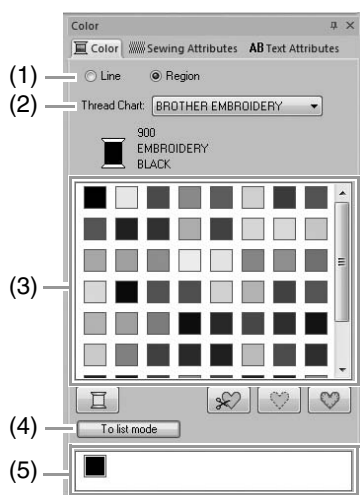 Color
Color Sewing Attributes AB Text Attributes
(1) Line Region
(2) Thread Chart: BROTHER EMBROIDERY
900
EMBROIDERY
BLACK
(3)
(4) To list mode
(5)